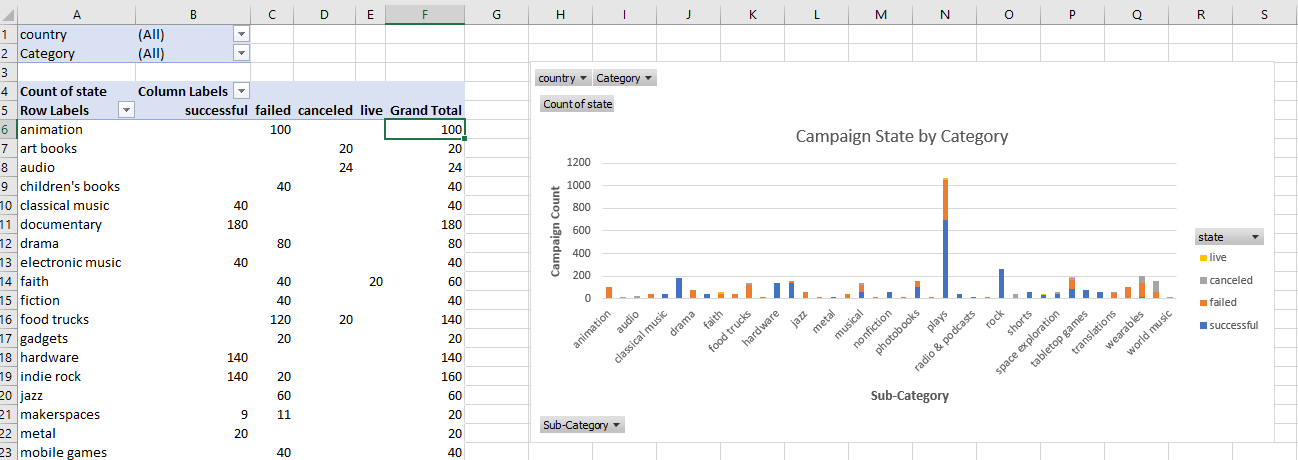 A B C D E F G H I J K L M N O P Q R S
1 country (All)
2 Category (All)
3
4 Count of state Column Labels
5 Row Labels successful failed canceled live Grand Total
6 animation 100 100
7 art books 20 20
8 audio 24 24
9 children's books 40 40
10 classical music 40 40
11 documentary 180 180
12 drama 80 80
13 electronic music 40 40
14 faith 40 20 60
15 fiction 40 40
16 food trucks 120 20 140
17 gadgets 20 20
18 hardware 140 140
19 indie rock 140 20 160
20 jazz 60 60
21 makerspaces 9 11 20
22 metal 20 20
23 mobile games 40 40
country Category
Count of state
Campaign State by Category
Campaign Count
1200
1000
800
600
400
200
0
animation
audio
classical music
drama
faith
food trucks
hardware
jazz
metal
musical
nonfiction
photobooks
plays
radio & podcasts
rock
shorts
space exploration
tabletop games
translations
wearables
world music
Sub-Category
state
live
canceled
failed
successful
Sub-Category